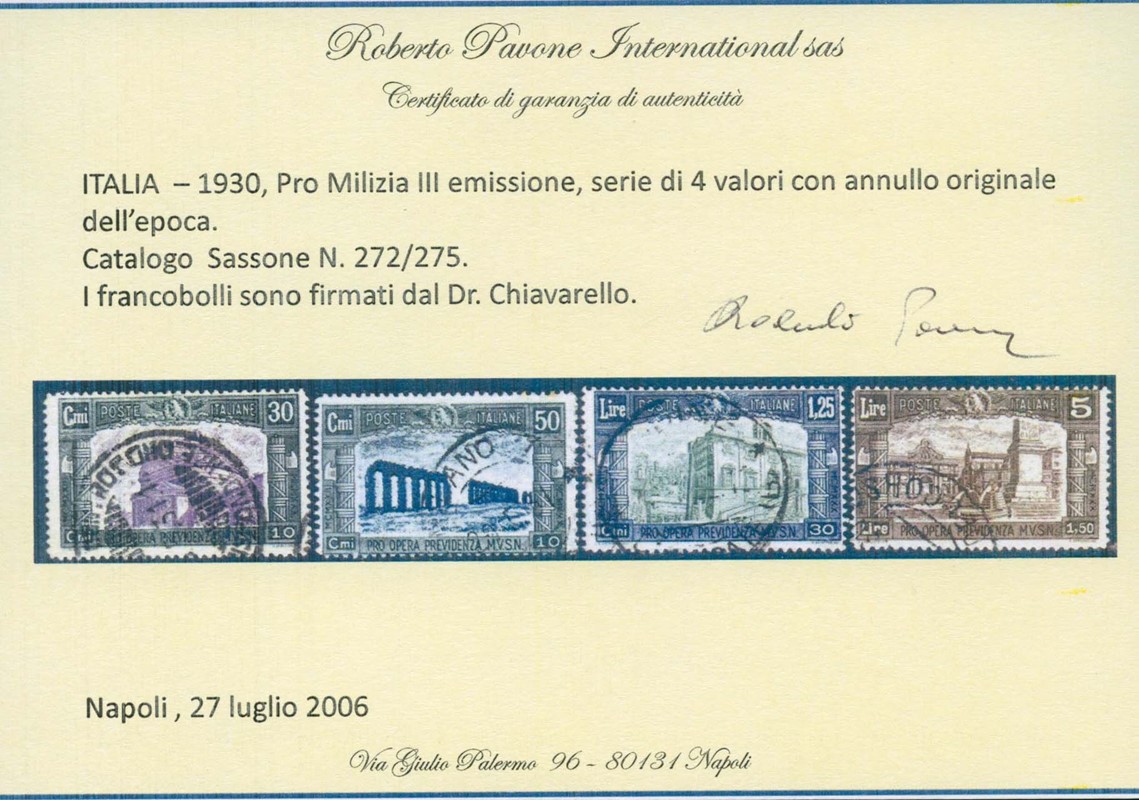 Roberto Pavone International sas
Certificato di garanzia di autenticità
ITALIA – 1930, Pro Milizia III emissione, serie di 4 valori con annullo originale
dell’epoca.
Catalogo Sassone N. 272/275.
I francobolli sono firmati dal Dr. Chiavarello.
Cmi POSTE ITALIANE 30
Cmi 10
PRO OPERA PREVIDENZA M.V.S.N.
Cmi POSTE ITALIANE 50
MANO
Cmi PRO OPERA PREVIDENZA M.V.S.N. 10
Lire POSTE ITALIANE 1,25
Cmi PRO OPERA PREVIDENZA M.V.S.N. 30
Lire POSTE ITALIANE 5
Lire PRO OPERA PREVIDENZA M.V.S.N. 1,50
Napoli , 27 luglio 2006
Via Giulio Palermo 96 - 80131 Napoli